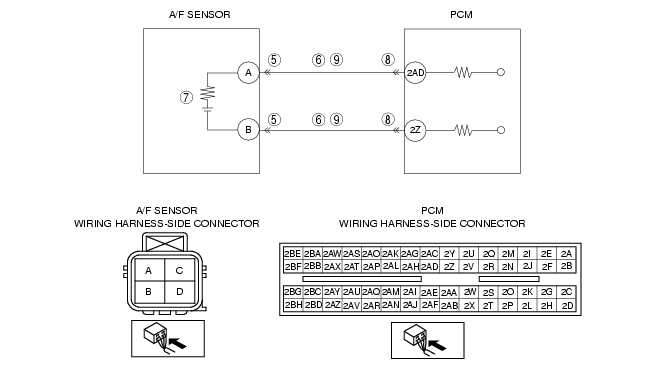 A/F SENSOR PCM
A ⑤ ⑥ ⑨ ⑧ 2AD
⑦
B ⑤ ⑥ ⑨ ⑧ 2Z
A/F SENSOR
WIRING HARNESS-SIDE CONNECTOR
A C
B D
PCM
WIRING HARNESS-SIDE CONNECTOR
2BE 2BA 2AW 2AS 2AO 2AK 2AG 2AC 2Y 2U 2Q 2M 2I 2E 2A
2BF 2BB 2AX 2AT 2AP 2AL 2AH 2AD 2Z 2V 2R 2N 2J 2F 2B
2BG 2BC 2AY 2AU 2AQ 2AM 2AI 2AE 2AA 2W 2S 2O 2K 2G 2C
2BH 2BD 2AZ 2AV 2AR 2AN 2AJ 2AF 2AB 2X 2T 2P 2L 2H 2D